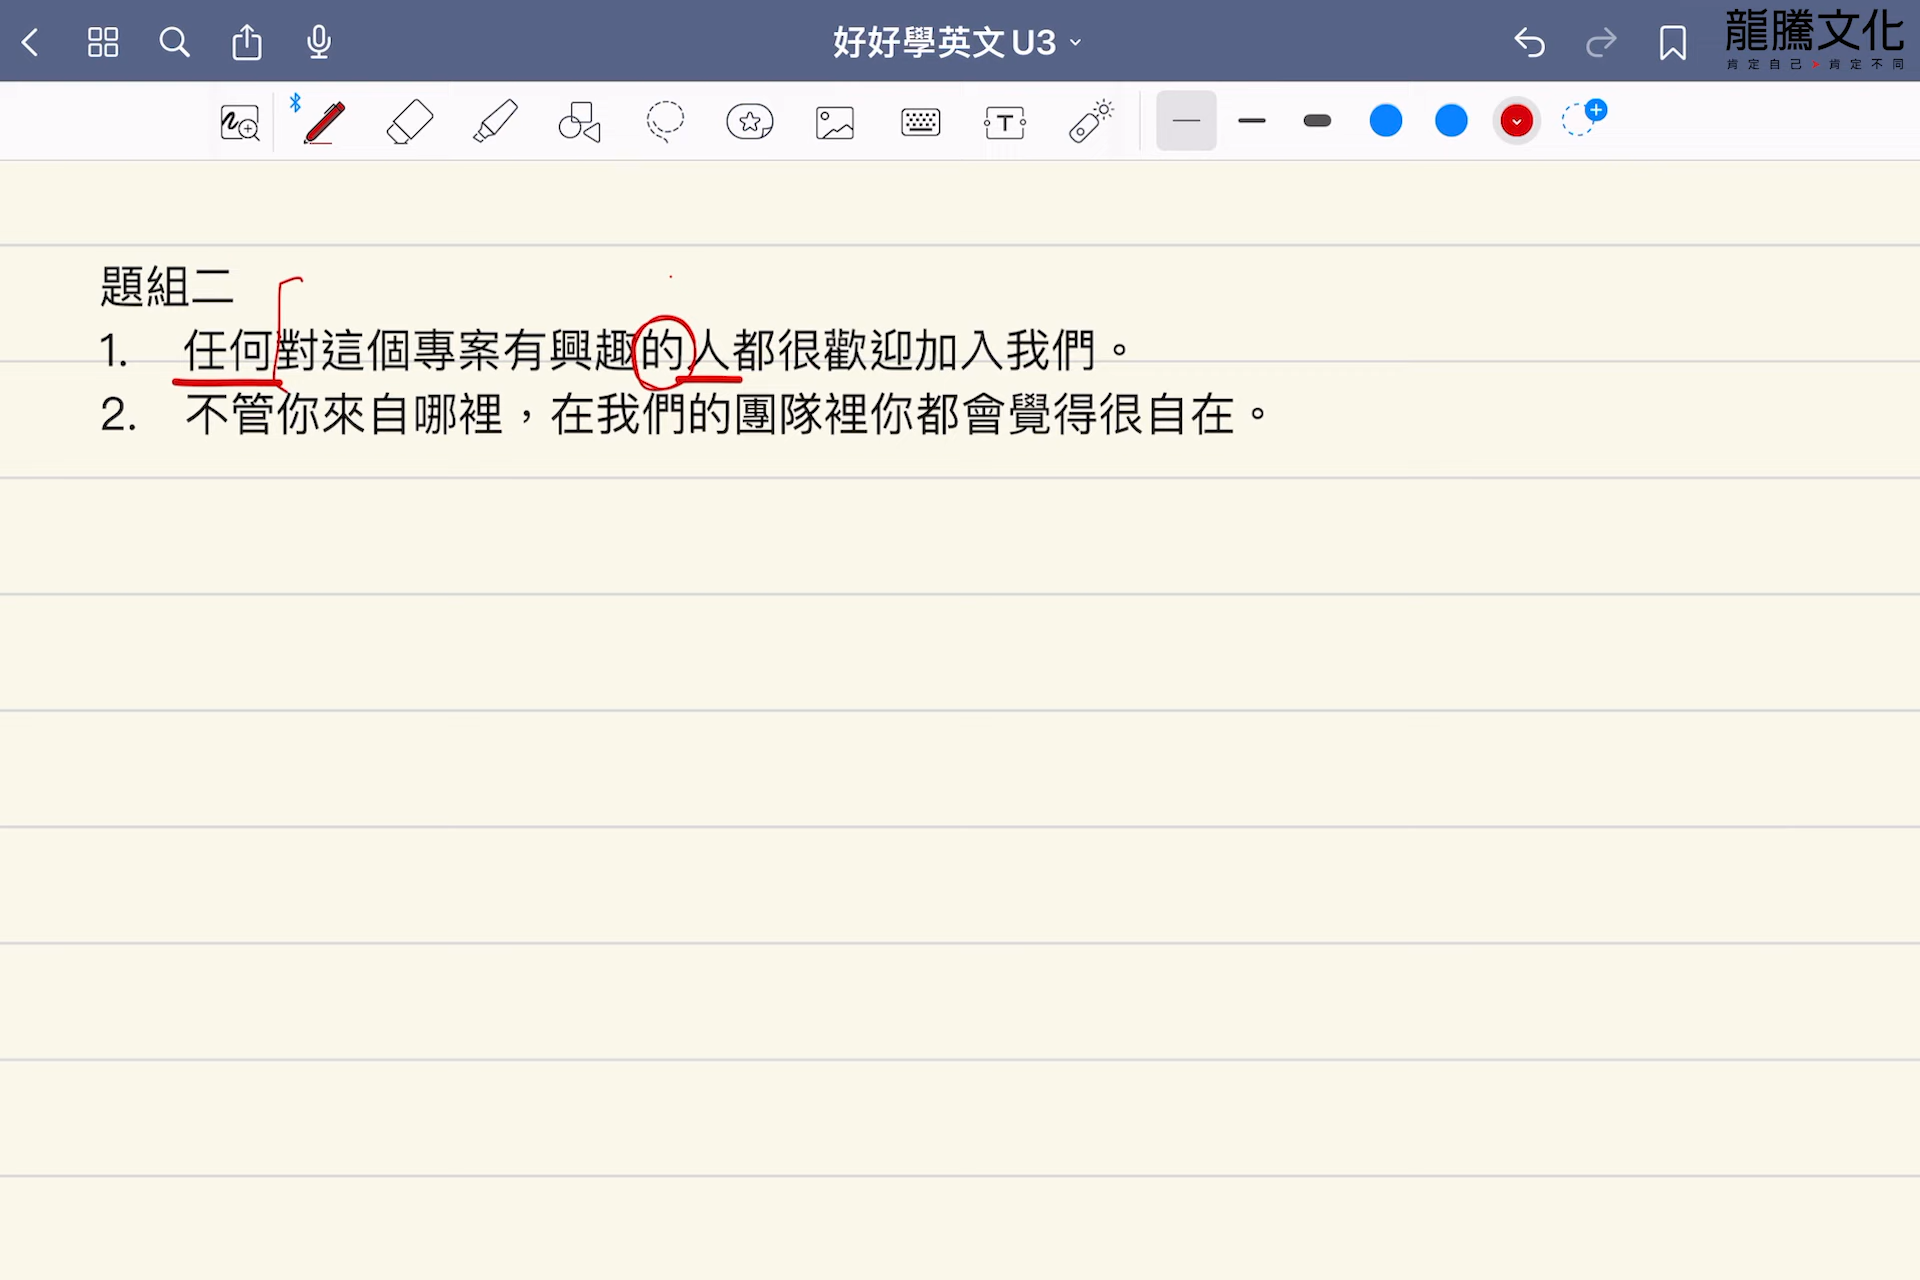 好好學英文U3
龍騰文化
肯定自己▸肯定不同
T
題組二
1. 任何對這個專案有興趣的人都很歡迎加入我們。
2. 不管你來自哪裡，在我們的團隊裡你都會覺得很自在。